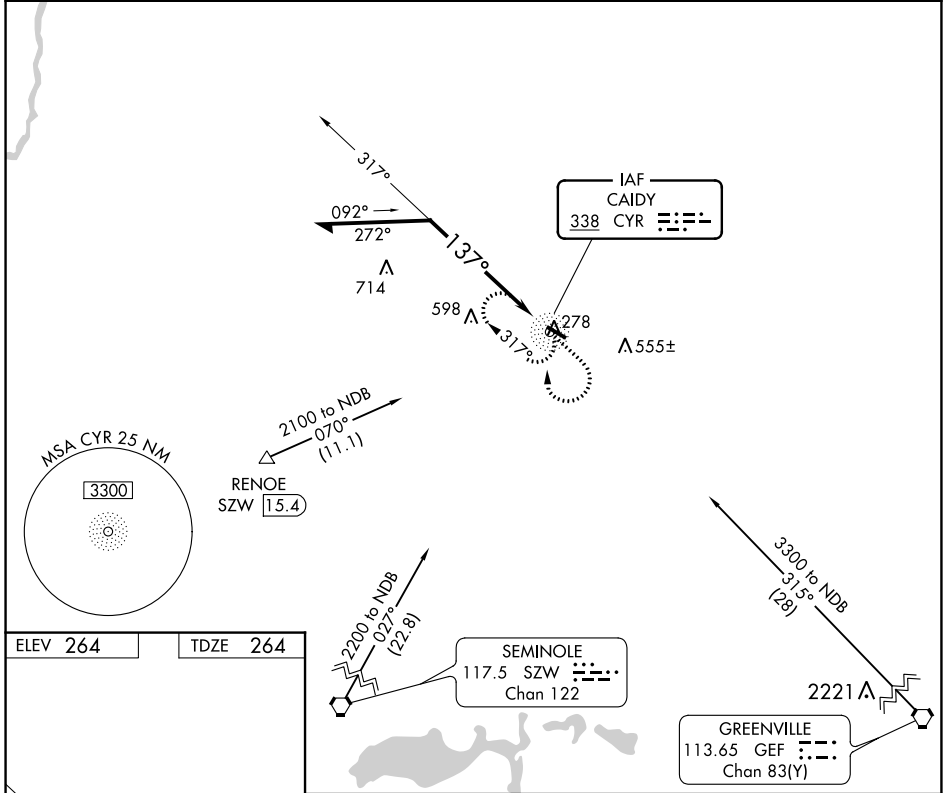 317°
092°
272°
137°
714
598
317°
278
555±
IAF
CAIDY
338 CYR
2100 to NDB
070°
(11.1)
RENOE
SZW 15.4
MSA CYR 25 NM
3300
3300 to NDB
315°
(28)
2200 to NDB
027°
(22.8)
ELEV 264
TDZE 264
SEMINOLE
117.5 SZW
Chan 122
2221
GREENVILLE
113.65 GEF
Chan 83(Y)